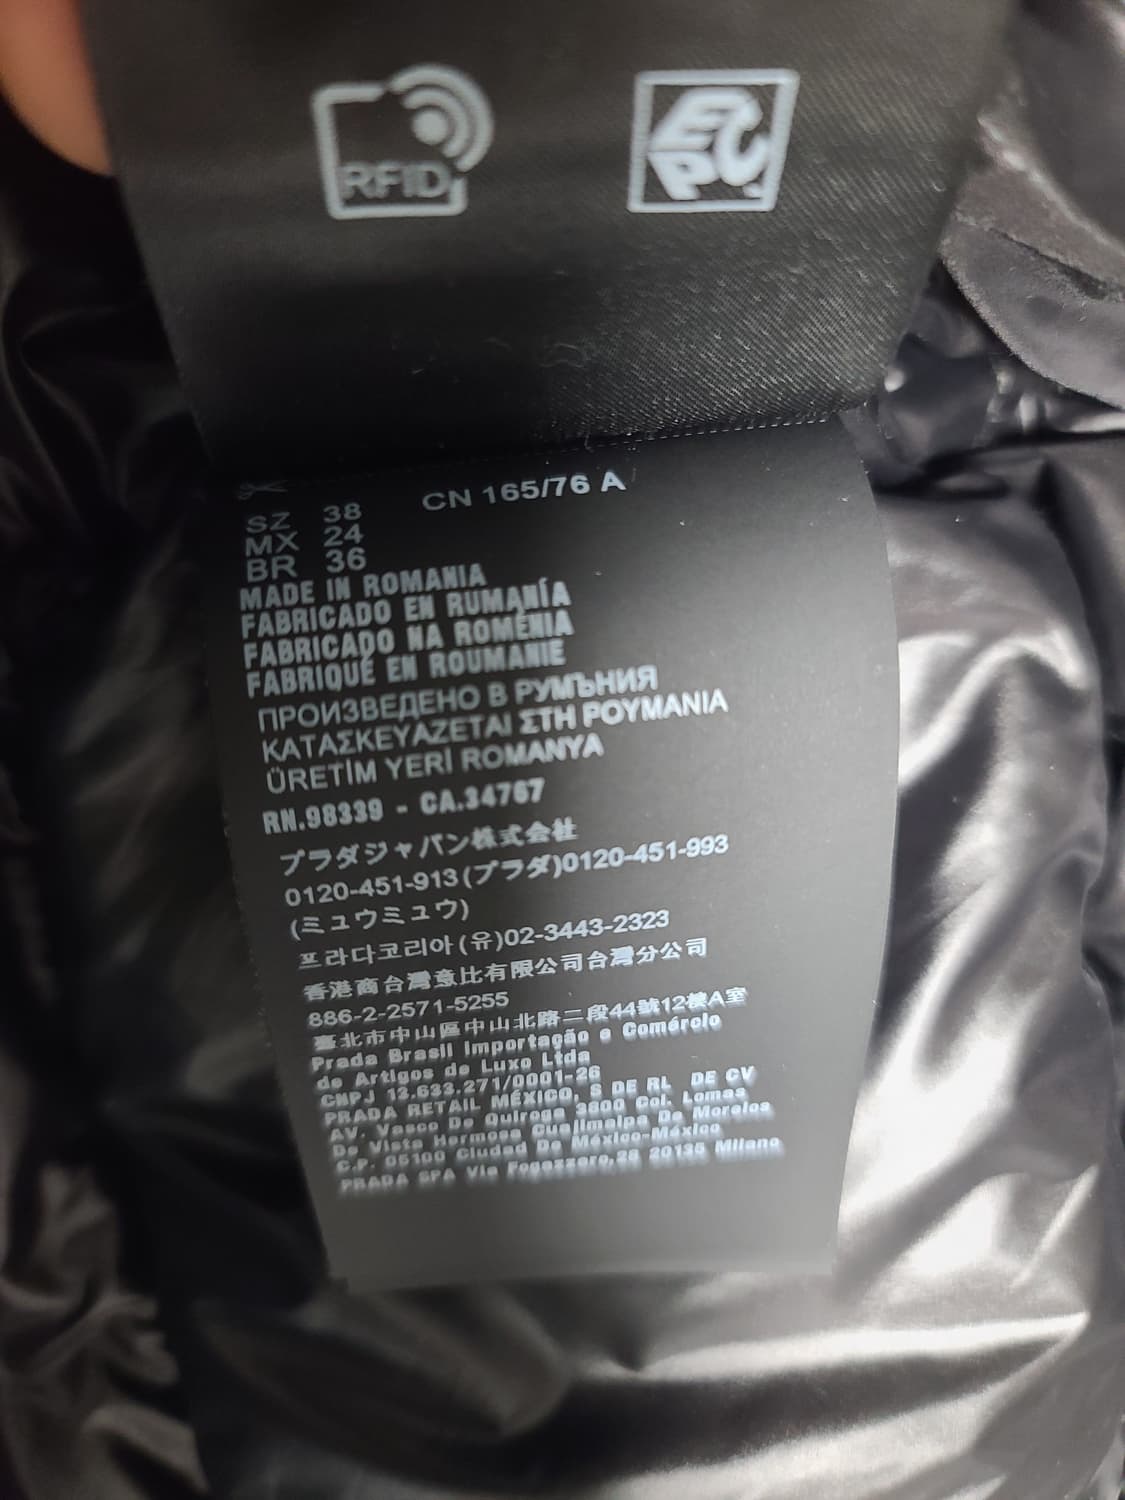 RFID
EPC
SZ 38 CN 165/76 A
MX 24
BR 36
MADE IN ROMANIA
FABRICADO EN RUMANÍA
FABRICADO NA ROMÊNIA
FABRIQUÉ EN ROUMANIE
ПРОИЗВЕДЕНО В РУМЪНИЯ
ΚΑΤΑΣΚΕΥΑΖΕΤΑΙ ΣΤΗ ΡΟΥΜΑΝΙΑ
ÜRETİM YERİ ROMANYA
RN.98339 - CA.34767
プラダジャパン株式会社
0120-451-913(プラダ)0120-451-993
(ミュウミュウ)
프라다코리아(유)02-3443-2323
香港商台灣意比有限公司台灣分公司
886-2-2571-5255
臺北市中山區中山北路二段44號12樓A室
Prada Brasil Importação e Comércio
de Artigos de Luxo Ltda
CNPJ 12.633.271/0001-26
PRADA RETAIL MÉXICO, S DE RL DE CV
AV. Vasco De Quiroga 3800 Col. Lomas
De Vista Hermosa Cuajimalpa De Morelos
C.P. 05100 Ciudad De México-México
PRADA SPA Via Fogazzaro,28 20135 Milano